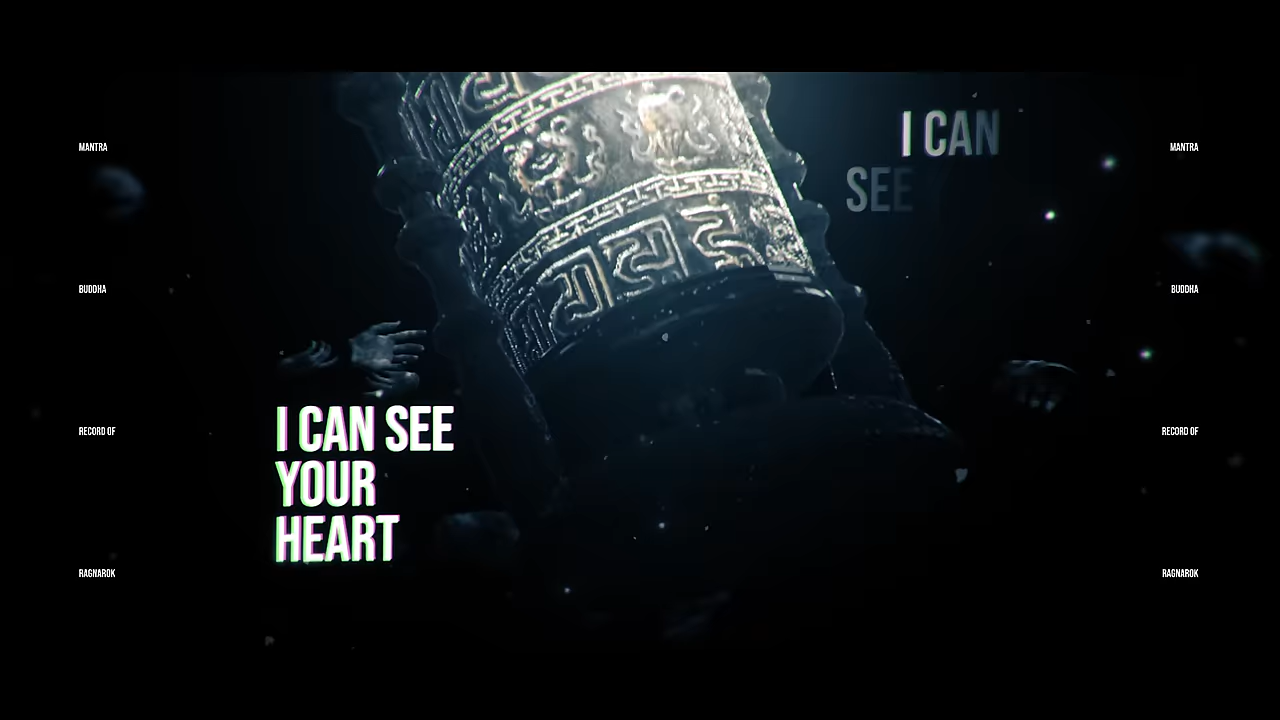 MANTRA
BUDDHA
RECORD OF
RAGNAROK
I CAN SEE
YOUR
HEART
I CAN
SEE
MANTRA
BUDDHA
RECORD OF
RAGNAROK